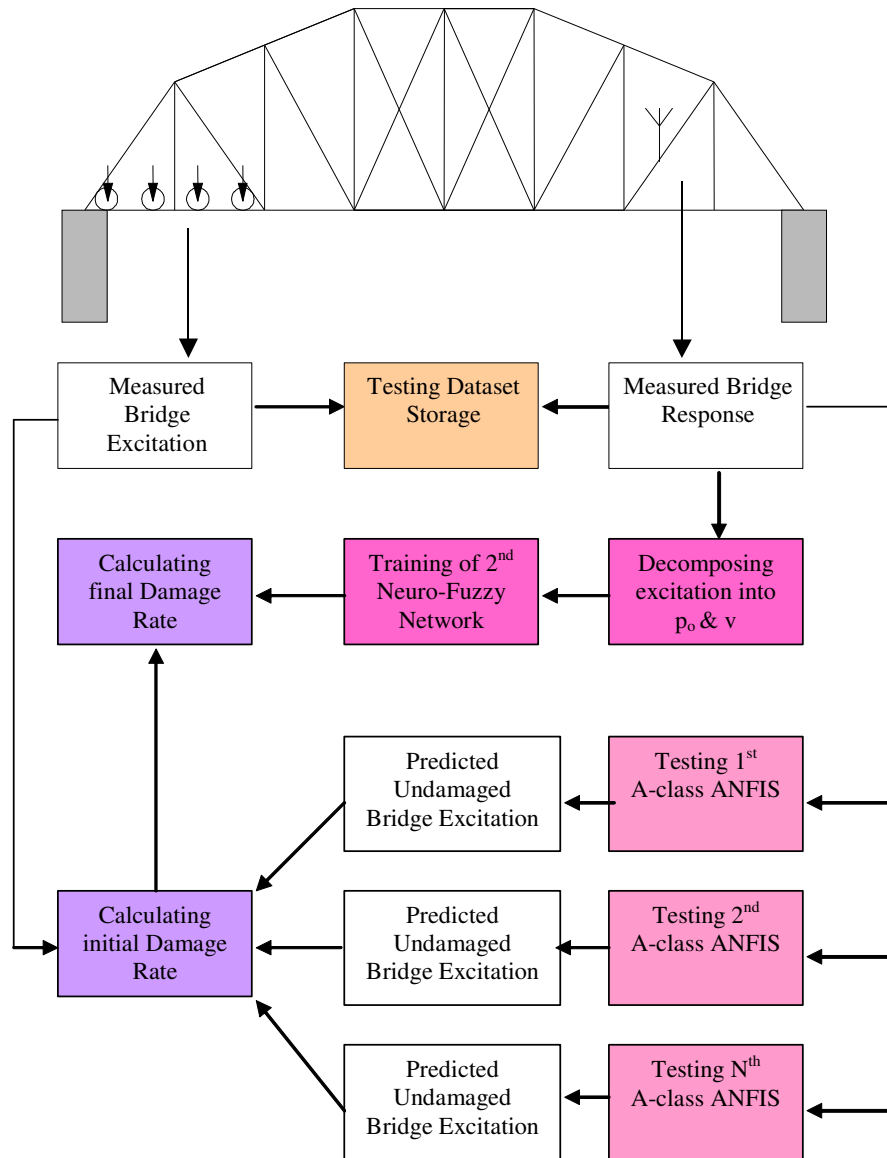 Measured
Bridge
Excitation
Testing Dataset
Storage
Measured Bridge
Response
Calculating
final Damage
Rate
Training of 2nd
Neuro-Fuzzy
Network
Decomposing
excitation into
po & v
Predicted
Undamaged
Bridge Excitation
Testing 1st
A-class ANFIS
Calculating
initial Damage
Rate
Predicted
Undamaged
Bridge Excitation
Testing 2nd
A-class ANFIS
Predicted
Undamaged
Bridge Excitation
Testing Nth
A-class ANFIS